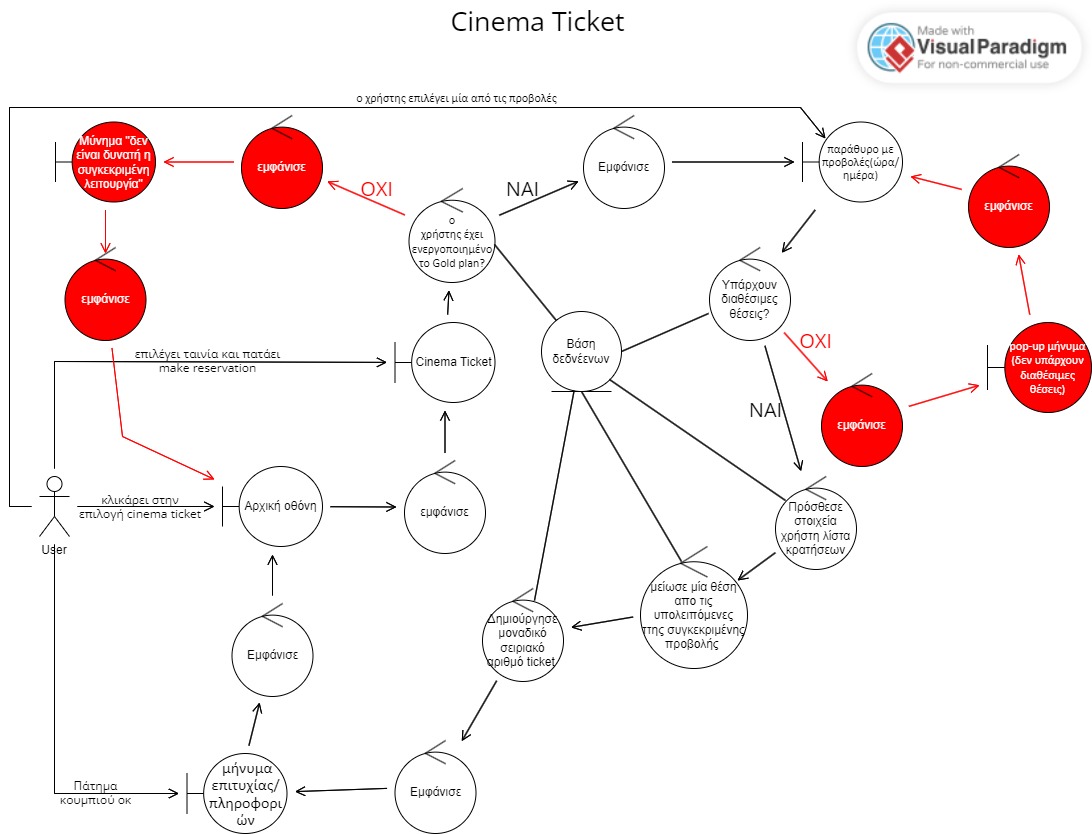 Cinema Ticket
Made with
Visual Paradigm
For non-commercial use
ο χρήστης επιλέγει μία από τις προβολές
Μύνημα "δεν
είναι δυνατή η
συγκεκριμένη
λειτουργία"
εμφάνισε
ΟΧΙ
ΝΑΙ
Εμφάνισε
παράθυρο με
προβολές(ώρα/
ημέρα)
εμφάνισε
ο
χρήστης έχει
ενεργοποιημένο
το Gold plan?
εμφάνισε
Υπάρχουν
διαθέσιμες
θέσεις?
Βάση
δεδνέενων
ΟΧΙ
pop-up μήνυμα
(δεν υπάρχουν
διαθέσιμες
θέσεις)
επιλέγει ταινία και πατάει
make reservation
Cinema Ticket
ΝΑΙ
εμφάνισε
κλικάρει στην
επιλογή cinema ticket
Αρχική οθόνη
εμφάνισε
Πρόσθεσε
στοιχεία
χρήστη λίστα
κρατήσεων
User
μείωσε μία θέση
απο τις
υπολειπόμενες
ττης συγκεκριμένης
προβολής
Δημιούργησε
μοναδικό
σειριακό
αριθμό ticket
Εμφάνισε
Πάτημα
κουμπιού οκ
μήνυμα
επιτυχίας/
πληροφορι
ών
Εμφάνισε